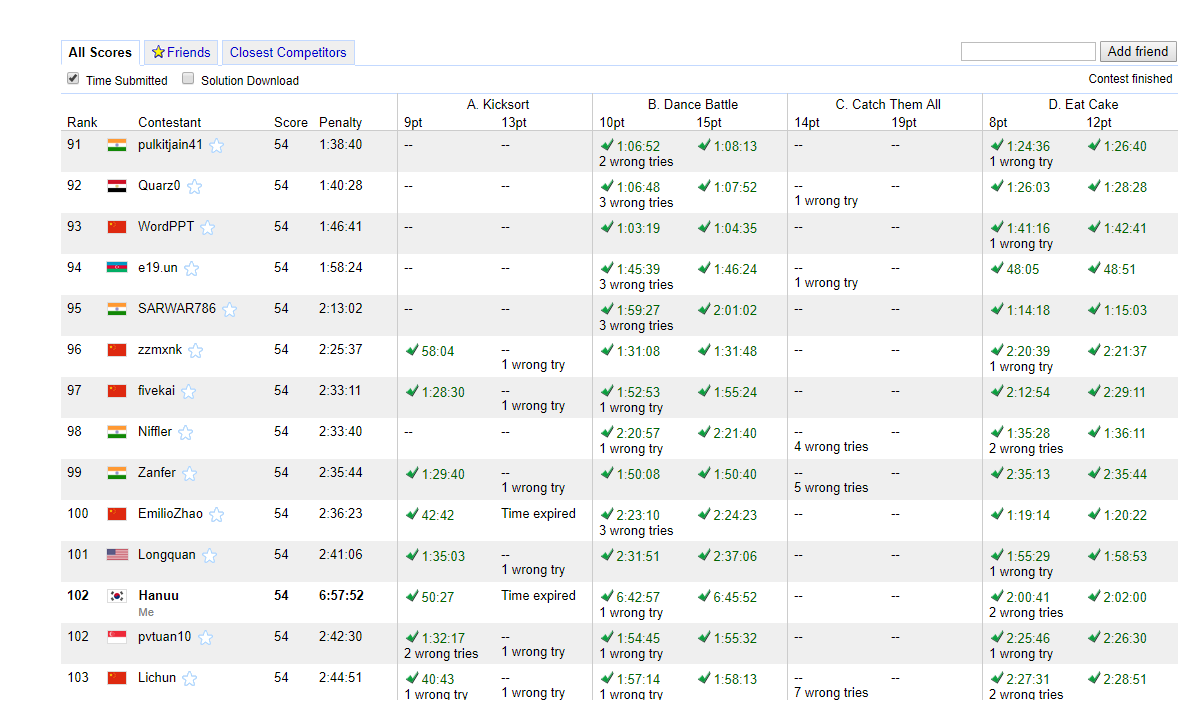 All Scores Friends Closest Competitors Add friend
Time Submitted Solution Download Contest finished
A. Kicksort B. Dance Battle C. Catch Them All D. Eat Cake
Rank Contestant Score Penalty 9pt 13pt 10pt 15pt 14pt 19pt 8pt 12pt
91 pulkitjain41 54 1:38:40 -- -- 1:06:52 1:08:13 -- -- 1:24:36 1:26:40
2 wrong tries 1 wrong try
92 Quarz0 54 1:40:28 -- -- 1:06:48 1:07:52 -- -- 1:26:03 1:28:28
3 wrong tries 1 wrong try
93 WordPPT 54 1:46:41 -- -- 1:03:19 1:04:35 -- -- 1:41:16 1:42:41
1 wrong try
94 e19.un 54 1:58:24 -- -- 1:45:39 1:46:24 -- -- 48:05 48:51
3 wrong tries 1 wrong try
95 SARWAR786 54 2:13:02 -- -- 1:59:27 2:01:02 -- -- 1:14:18 1:15:03
3 wrong tries
96 zzmxnk 54 2:25:37 58:04 -- 1:31:08 1:31:48 -- -- 2:20:39 2:21:37
1 wrong try 1 wrong try
97 fivekai 54 2:33:11 1:28:30 -- 1:52:53 1:55:24 -- -- 2:12:54 2:29:11
1 wrong try 1 wrong try
98 Niffler 54 2:33:40 -- -- 2:20:57 2:21:40 -- -- 1:35:28 1:36:11
1 wrong try 4 wrong tries 2 wrong tries
99 Zanfer 54 2:35:44 1:29:40 -- 1:50:08 1:50:40 -- -- 2:35:13 2:35:44
1 wrong try 5 wrong tries
100 EmilioZhao 54 2:36:23 42:42 Time expired 2:23:10 2:24:23 -- -- 1:19:14 1:20:22
3 wrong tries
101 Longquan 54 2:41:06 1:35:03 -- 2:31:51 2:37:06 -- -- 1:55:29 1:58:53
1 wrong try 1 wrong try
102 Hanuu 54 6:57:52 50:27 Time expired 6:42:57 6:45:52 -- -- 2:00:41 2:02:00
Me 1 wrong try 2 wrong tries
102 pvtuan10 54 2:42:30 1:32:17 -- 1:54:45 1:55:32 -- -- 2:25:46 2:26:30
2 wrong tries 1 wrong try 1 wrong try 1 wrong try
103 Lichun 54 2:44:51 40:43 -- 1:57:14 1:58:13 -- -- 2:27:31 2:28:51
1 wrong try 1 wrong try 1 wrong try 7 wrong tries 2 wrong tries